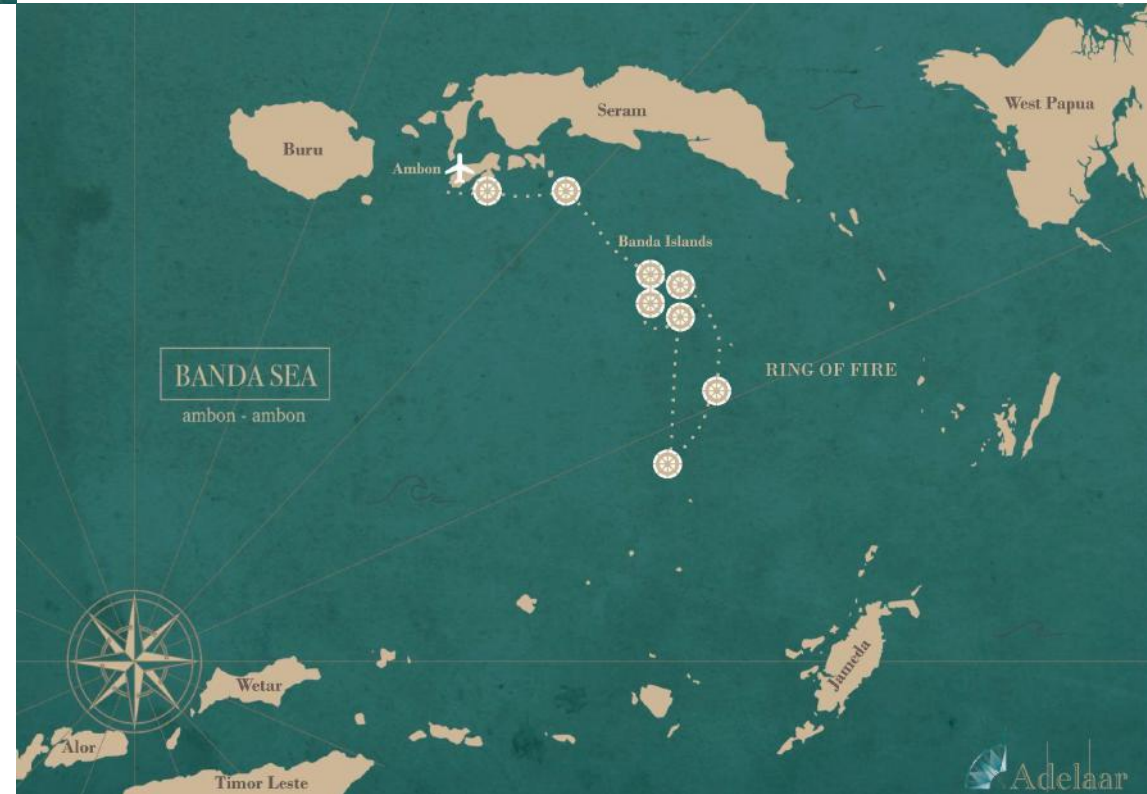 West Papua
Seram
Buru
Ambon
Banda Islands
RING OF FIRE
BANDA SEA
ambon - ambon
Jameda
Wetar
Alor
Timor Leste
Adelaar